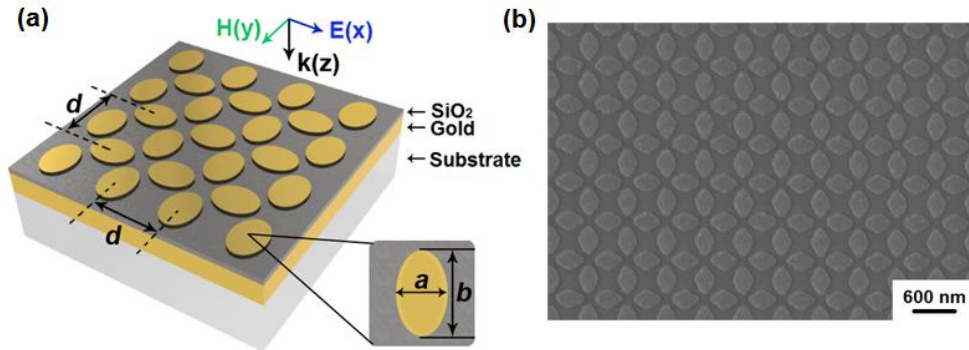 (a)
H(y)
E(x)
k(z)
d
SiO₂
Gold
Substrate
d
a
b
(b)
600 nm